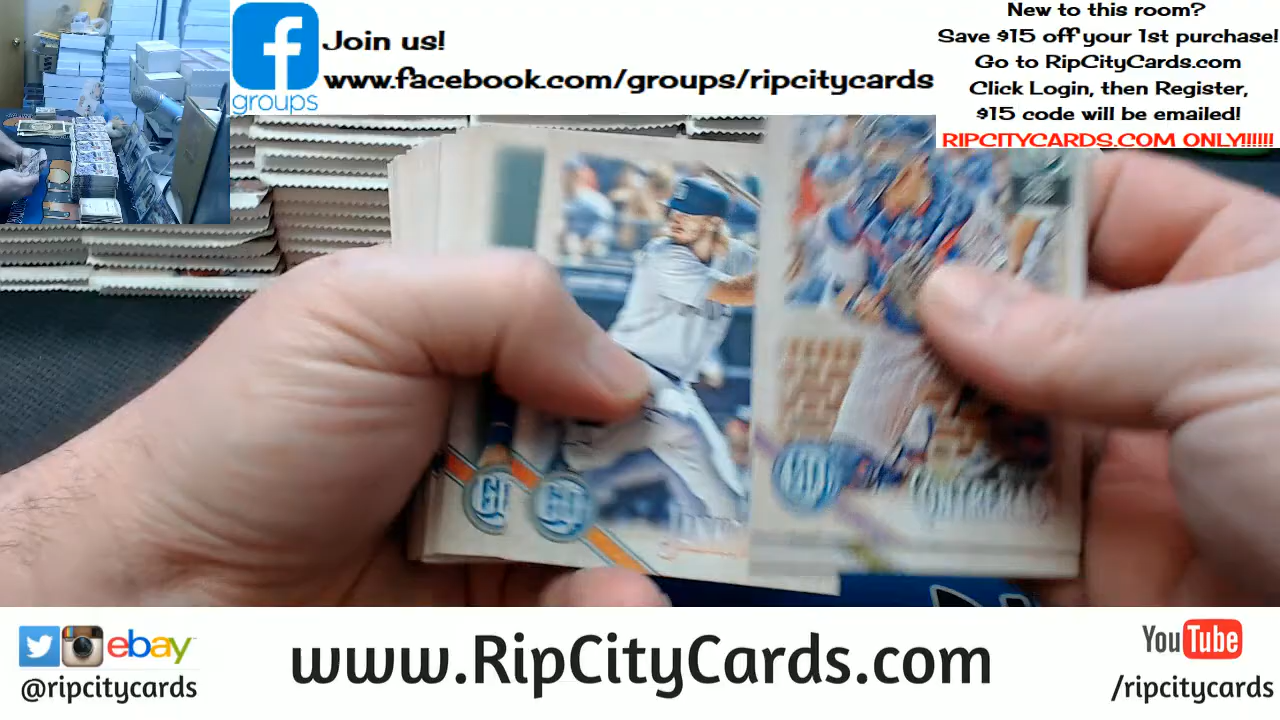 Join us!
www.facebook.com/groups/ripcitycards
groups
New to this room?
Save $15 off your 1st purchase!
Go to RipCityCards.com
Click Login, then Register,
$15 code will be emailed!
RIPCITYCARDS.COM ONLY!!!!!!
CONTRERAS
ebay
@ripcitycards
www.RipCityCards.com
YouTube
/ripcitycards